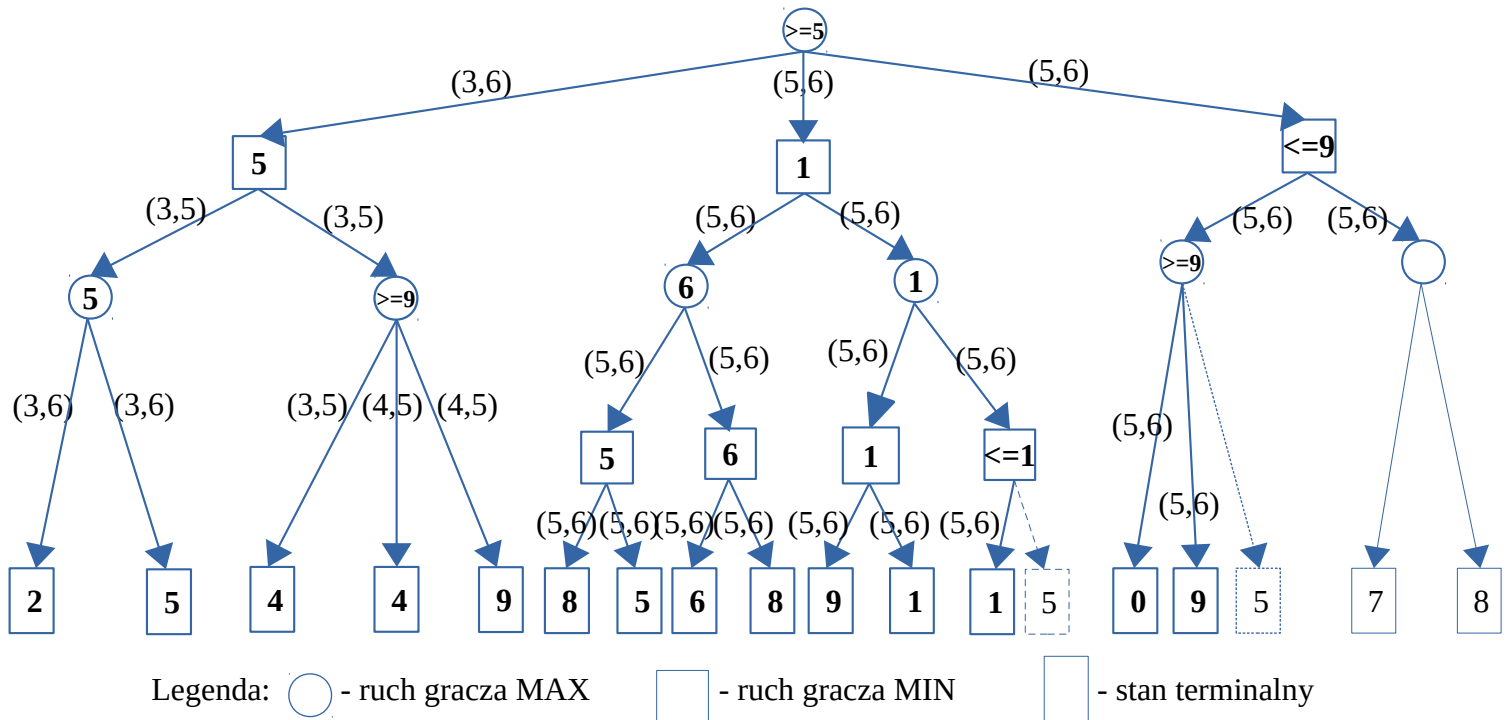 >=5
(3,6) (5,6) (5,6)
5 1 <=9
(3,5) (3,5) (5,6) (5,6) (5,6) (5,6)
5 >=9 6 1 >=9
(5,6) (5,6) (5,6) (5,6)
(3,6) (3,6) (3,5) (4,5) (4,5) (5,6)
5 6 1 <=1
(5,6) (5,6) (5,6) (5,6) (5,6) (5,6) (5,6) (5,6)
2 5 4 4 9 8 5 6 8 9 1 1 5 0 9 5 7 8
Legenda: - ruch gracza MAX - ruch gracza MIN - stan terminalny